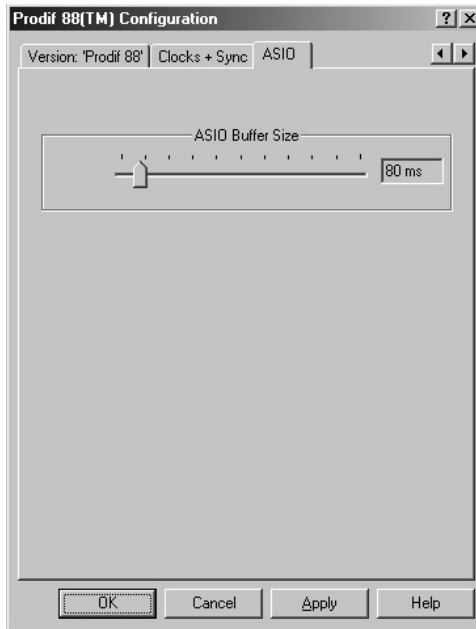 Prodif 88(TM) Configuration
Version: 'Prodif 88' Clocks + Sync ASIO
ASIO Buffer Size
80 ms
OK Cancel Apply Help